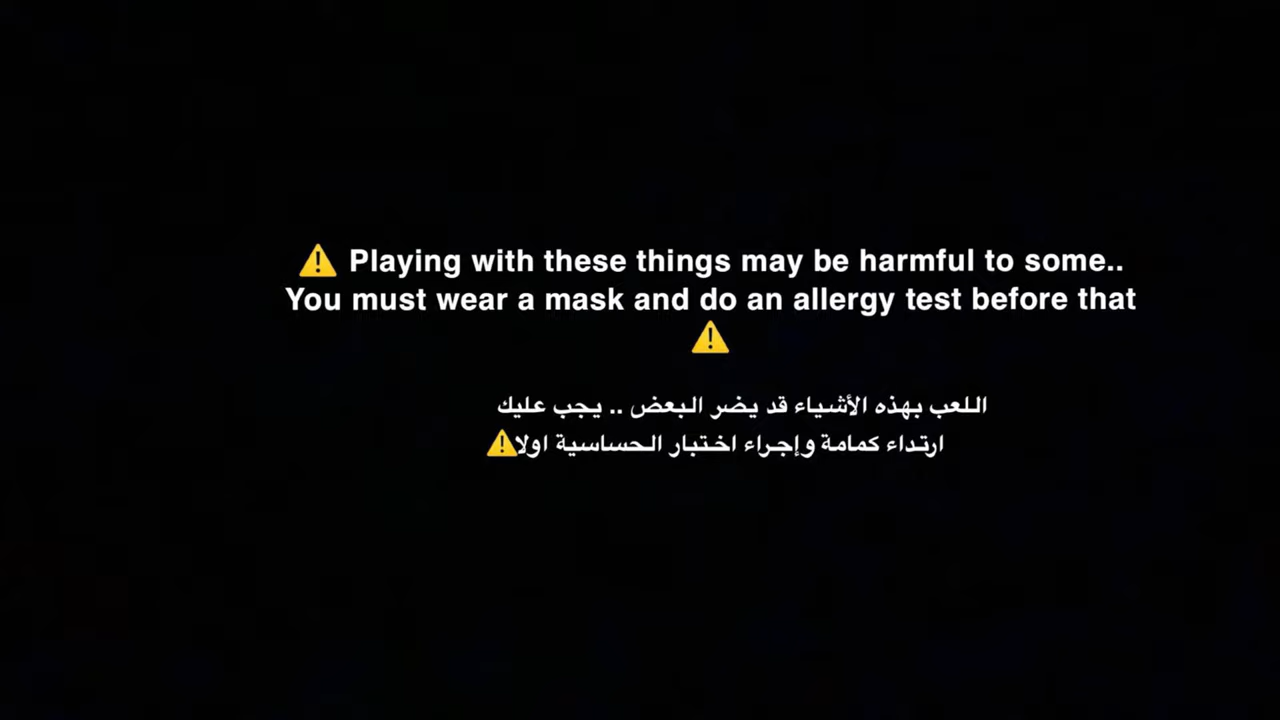 ⚠️ Playing with these things may be harmful to some..
You must wear a mask and do an allergy test before that
⚠️
اللعب بهذه الأشياء قد يضر البعض .. يجب عليك
ارتداء كمامة وإجراء اختبار الحساسية اولا⚠️